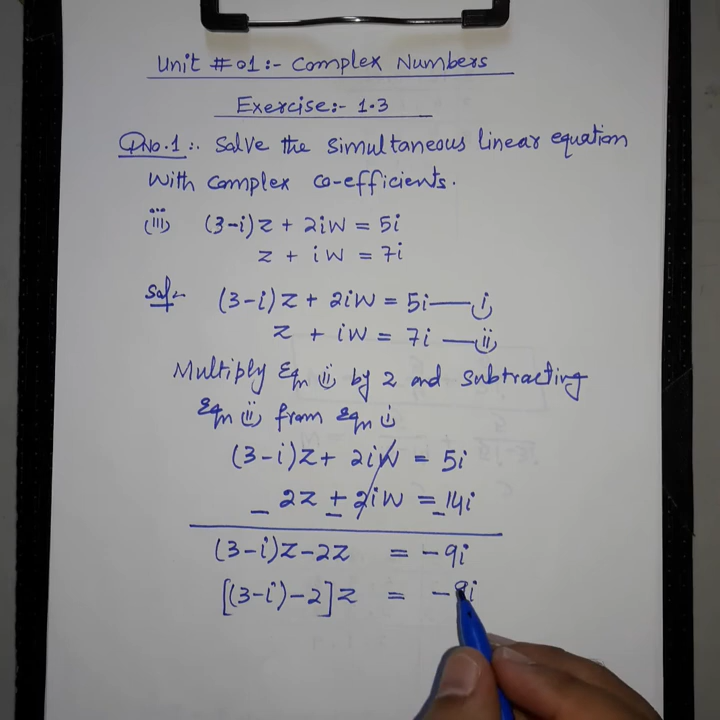 Unit #01:- Complex Numbers
Exercise:- 1.3
QNo.1:. Solve the simultaneous linear equation
with complex co-efficients.
(iii) (3-i)z + 2iw = 5i
z + iw = 7i
Sol:- (3-i)z + 2iw = 5i — i
z + iw = 7i — ii
Multiply Eqn ii by 2 and subtracting
Eqn ii from Eqn i
(3-i)z + 2iw = 5i
_ 2z ± 2iw = _14i
(3-i)z-2z = -9i
[(3-i)-2]z = -9i